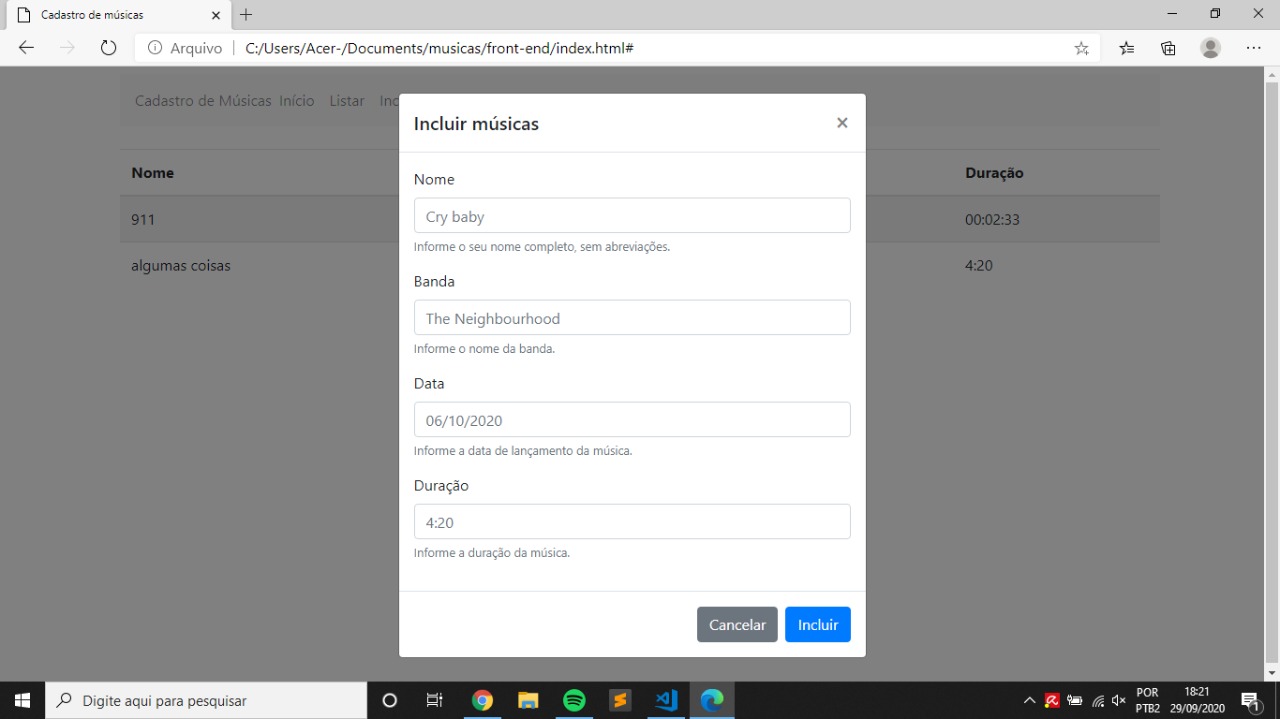 Cadastro de músicas
Arquivo
C:/Users/Acer-/Documents/musicas/front-end/index.html#
Cadastro de Músicas Início Listar Inc
Incluir músicas
×
Nome
Duração
911
00:02:33
algumas coisas
4:20
Nome
Cry baby
Informe o seu nome completo, sem abreviações.
Banda
The Neighbourhood
Informe o nome da banda.
Data
06/10/2020
Informe a data de lançamento da música.
Duração
4:20
Informe a duração da música.
Cancelar Incluir
Digite aqui para pesquisar
POR
PTB2
18:21
29/09/2020
1